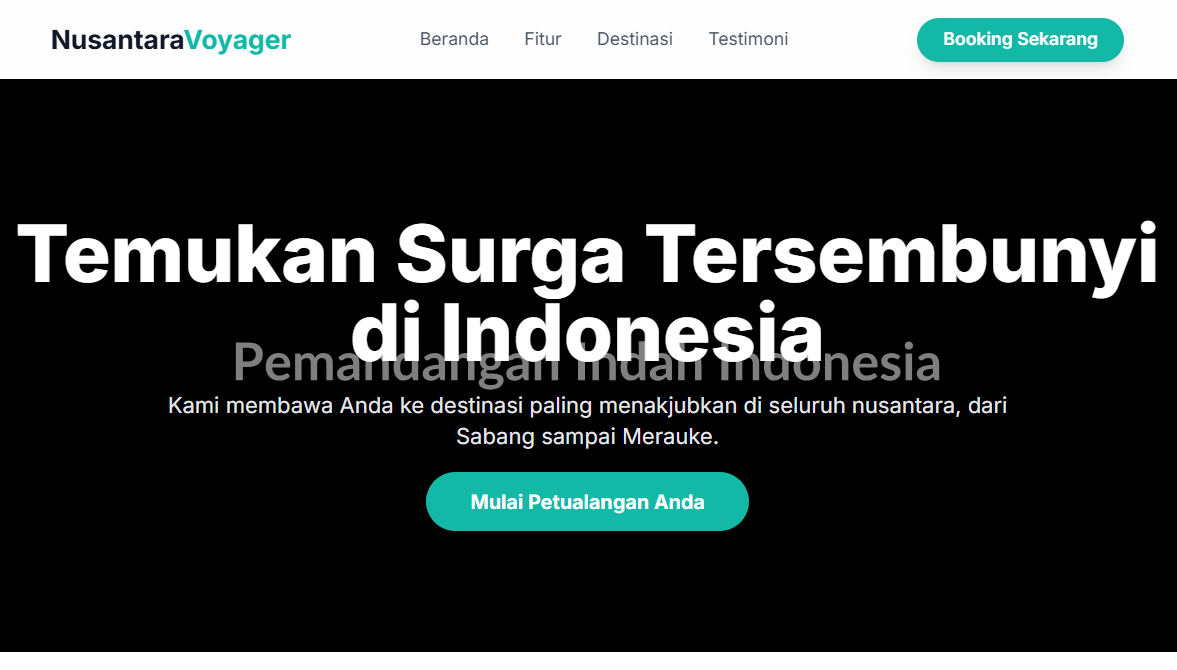 NusantaraVoyager
Beranda
Fitur
Destinasi
Testimoni
Booking Sekarang
Temukan Surga Tersembunyi
di Indonesia
Pemandangan Indah Indonesia
Kami membawa Anda ke destinasi paling menakjubkan di seluruh nusantara, dari
Sabang sampai Merauke.
Mulai Petualangan Anda